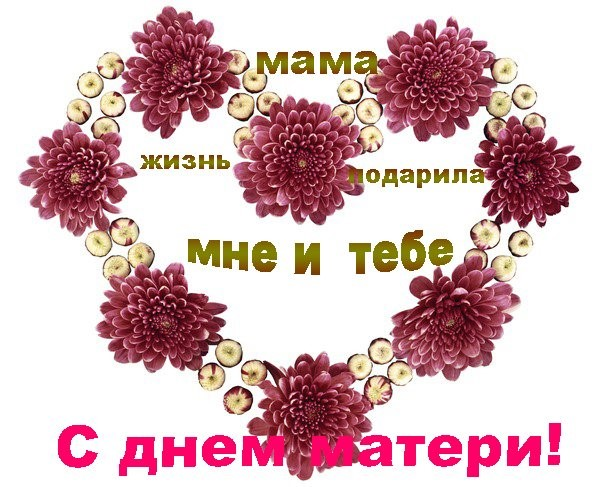 мама
жизнь подарила
мне и тебе
С днем матери!